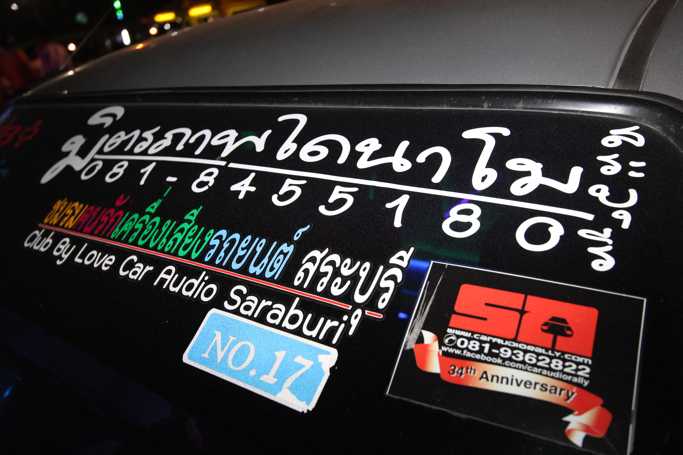 มิตรภาพไดนาโม
สระบุรี
081-8455180
ชมรมคนรักเครื่องเสียงรถยนต์ สระบุรี
Club By Love Car Audio Saraburi
NO.17
www.caraudiorally.com
081-9362822
www.facebook.com/caraudiorally
34th Anniversary